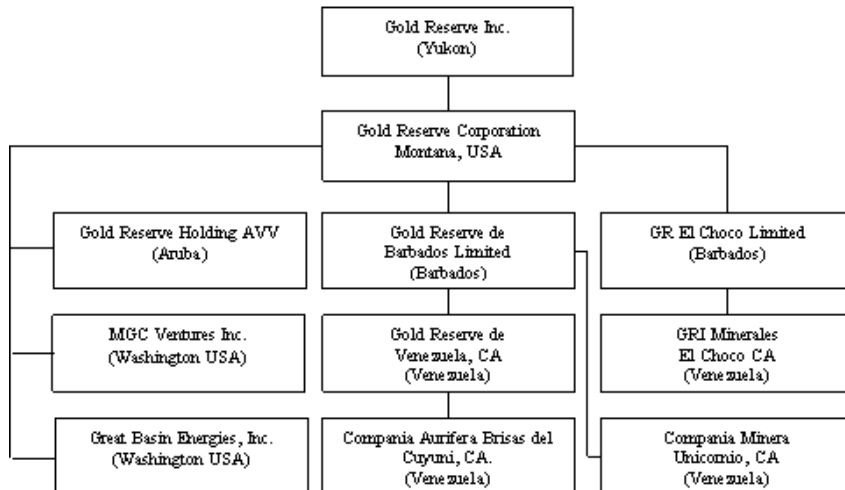 Gold Reserve Inc.
(Yukon)
Gold Reserve Corporation
Montana, USA
Gold Reserve Holding AVV
(Aruba)
Gold Reserve de
Barbados Limited
(Barbados)
GR El Choco Limited
(Barbados)
MGC Ventures Inc.
(Washington USA)
Gold Reserve de
Venezuela, CA
(Venezuela)
GRI Minerales
El Choco CA
(Venezuela)
Great Basin Energies, Inc.
(Washington USA)
Compania Aurifera Brisas del
Cuyuni, CA.
(Venezuela)
Compania Minera
Unicornio, CA
(Venezuela)